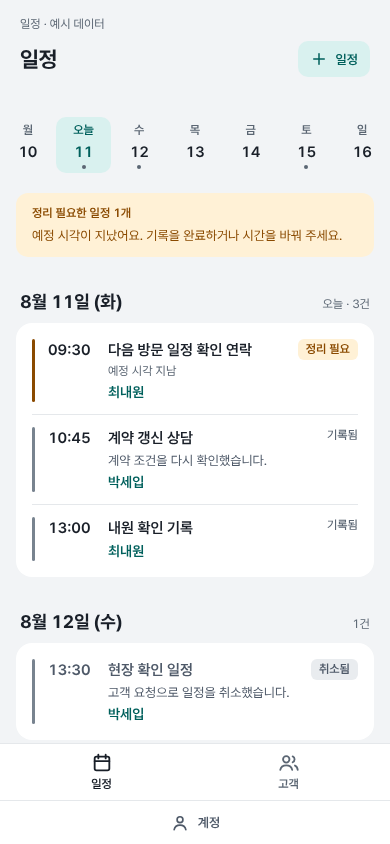 일정 · 예시 데이터
일정
일정
월 오늘 수 목 금 토 일
10 11 12 13 14 15 16
정리 필요한 일정 1개
예정 시각이 지났어요. 기록을 완료하거나 시간을 바꿔 주세요.
8월 11일 (화)
오늘 · 3건
09:30 다음 방문 일정 확인 연락 정리 필요
예정 시각 지남
최내원
10:45 계약 갱신 상담 기록됨
계약 조건을 다시 확인했습니다.
박세입
13:00 내원 확인 기록 기록됨
최내원
8월 12일 (수)
1건
13:30 현장 확인 일정 취소됨
고객 요청으로 일정을 취소했습니다.
박세입
일정 고객
계정